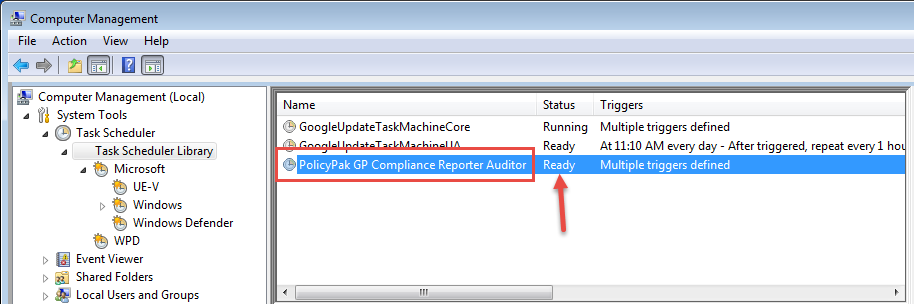 Computer Management
File Action View Help
Computer Management (Local)
System Tools
Task Scheduler
Task Scheduler Library
Microsoft
UE-V
Windows
Windows Defender
WPD
Event Viewer
Shared Folders
Local Users and Groups
Name Status Triggers
GoogleUpdateTaskMachineCore Running Multiple triggers defined
GoogleUpdateTaskMachineUA Ready At 11:10 AM every day - After triggered, repeat every 1 hou
PolicyPak GP Compliance Reporter Auditor Ready Multiple triggers defined